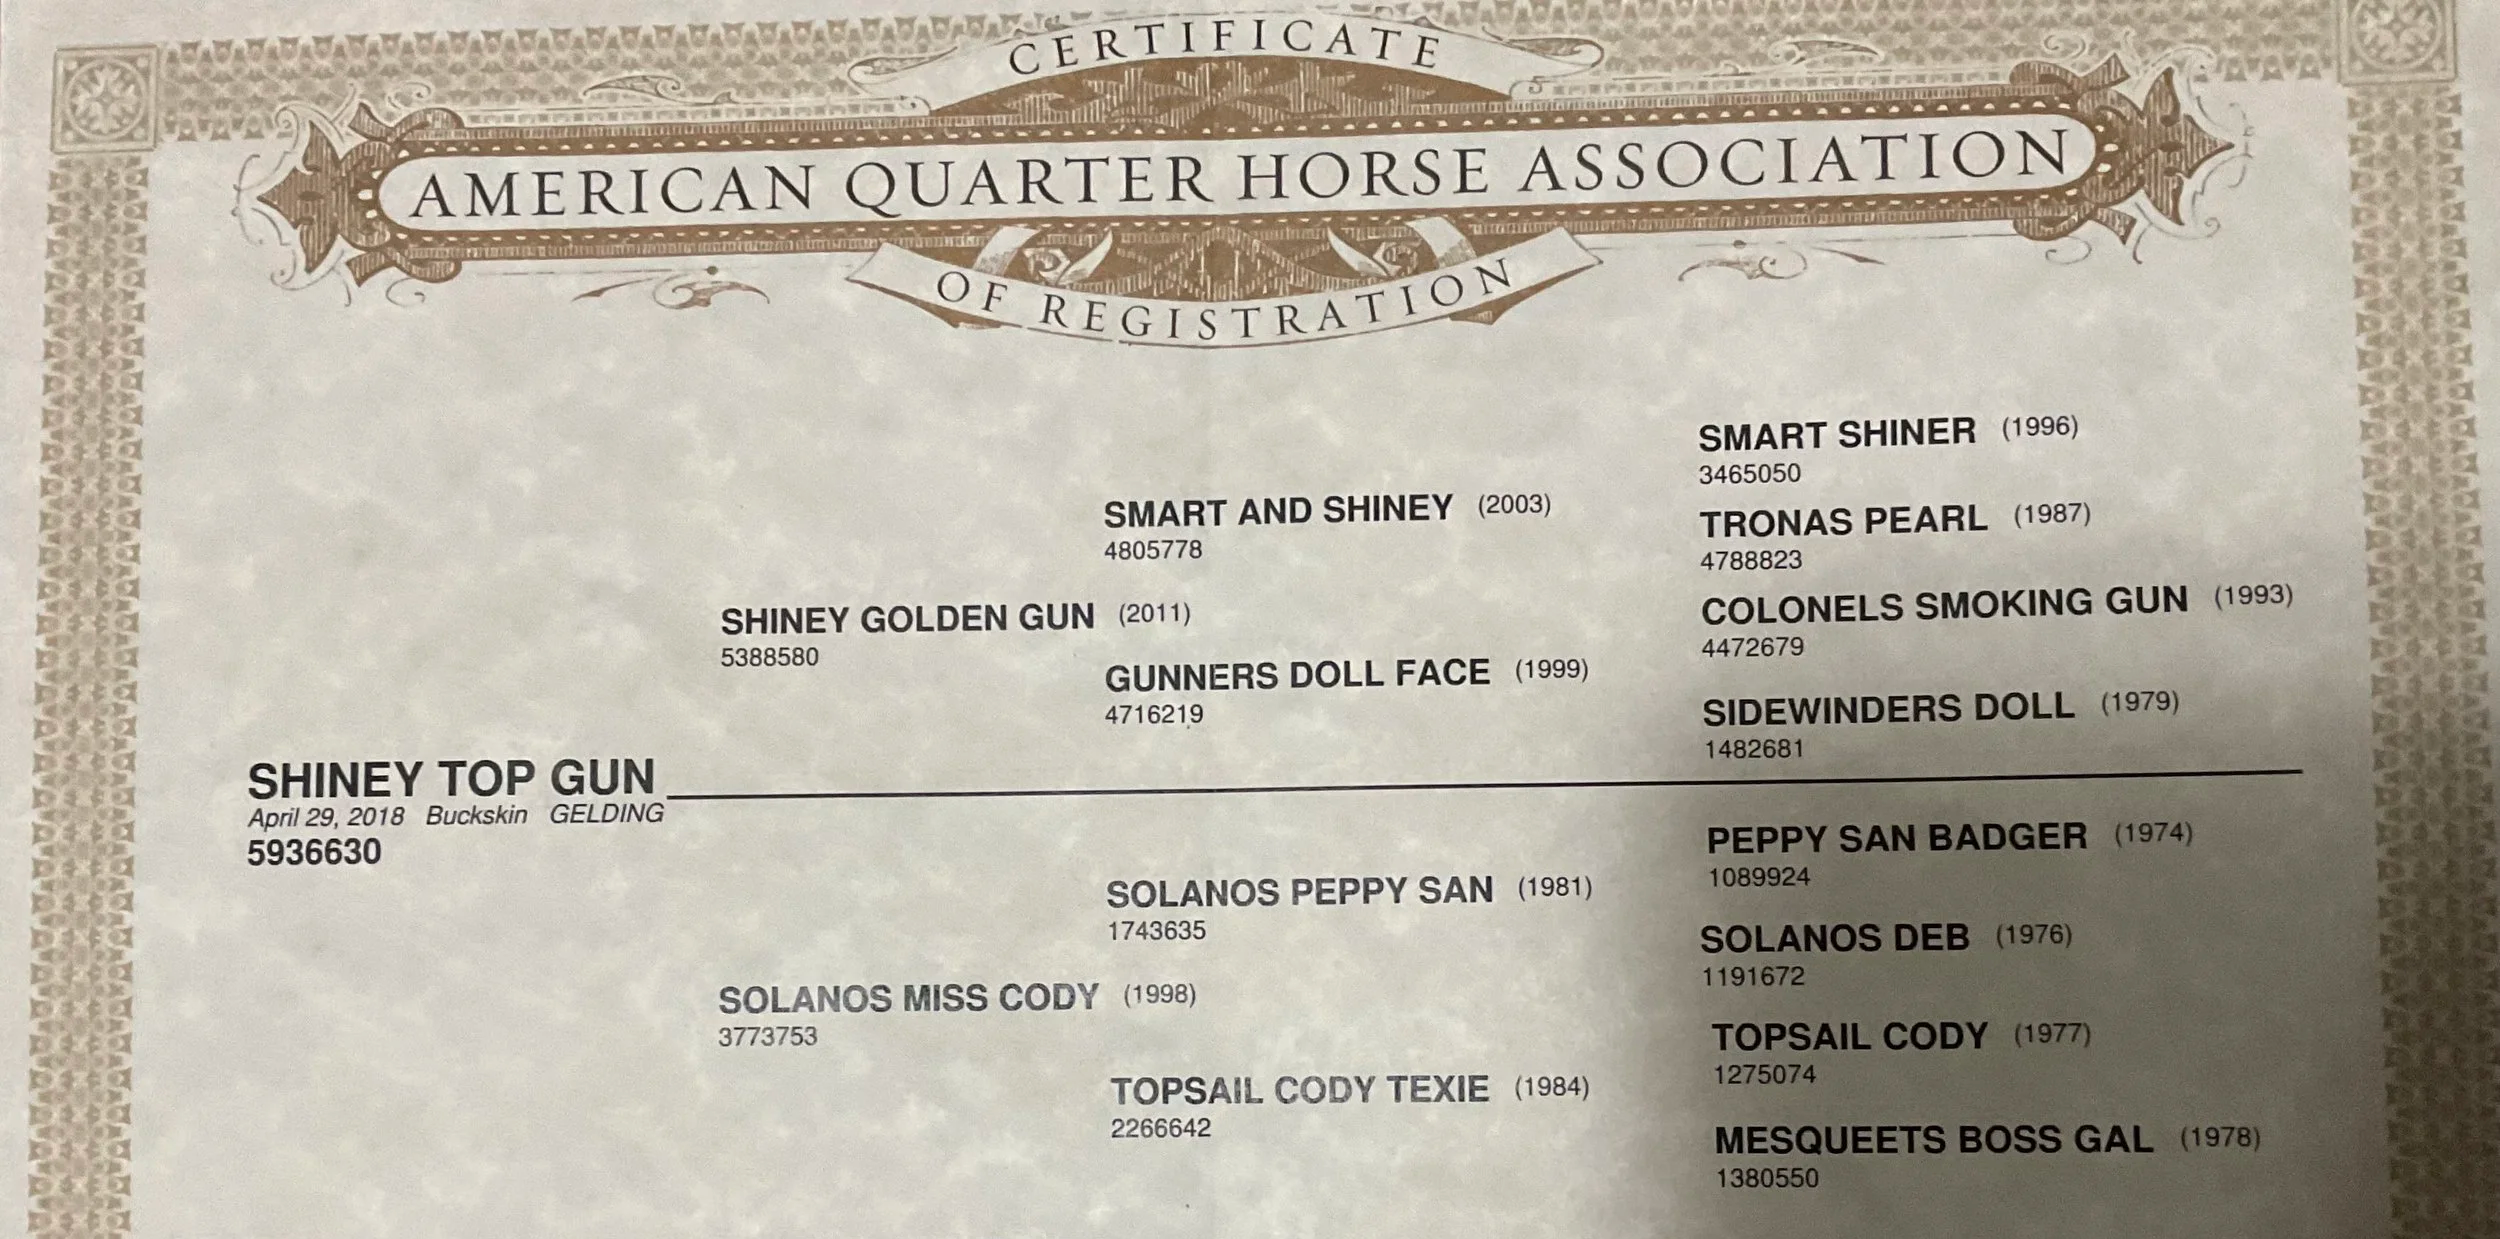 CERTIFICATE
AMERICAN QUARTER HORSE ASSOCIATION
OF REGISTRATION
SMART SHINER (1996)
3465050
SMART AND SHINEY (2003)
4805778
TRONAS PEARL (1987)
4788823
SHINEY GOLDEN GUN (2011)
5388580
COLONELS SMOKING GUN (1993)
4472679
GUNNERS DOLL FACE (1999)
4716219
SIDEWINDERS DOLL (1979)
1482681
SHINEY TOP GUN
April 29, 2018 Buckskin GELDING
5936630
PEPPY SAN BADGER (1974)
1089924
SOLANOS PEPPY SAN (1981)
1743635
SOLANOS DEB (1976)
1191672
SOLANOS MISS CODY (1998)
3773753
TOPSAIL CODY (1977)
1275074
TOPSAIL CODY TEXIE (1984)
2266642
MESQUEETS BOSS GAL (1978)
1380550